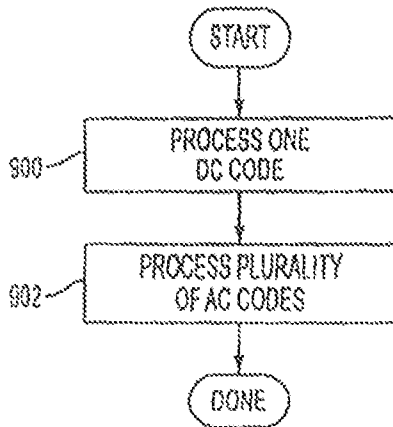 START
900
PROCESS ONE
DC CODE
902
PROCESS PLURALITY
OF AC CODES
DONE